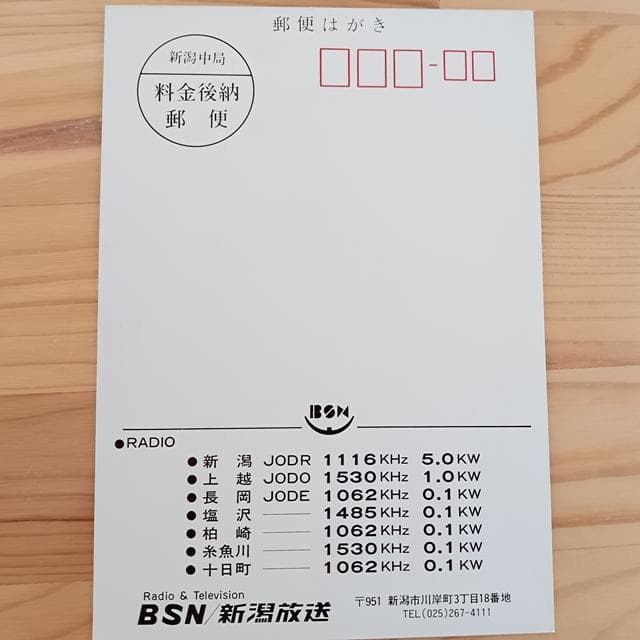 郵便はがき
新潟中局
料金後納
郵便
BSN
●RADIO
●新潟 JODR 1116KHz 5.0KW
●上越 JODO 1530KHz 1.0KW
●長岡 JODE 1062KHz 0.1KW
●塩沢 —— 1485KHz 0.1KW
●柏崎 —— 1062KHz 0.1KW
●糸魚川 —— 1530KHz 0.1KW
●十日町 —— 1062KHz 0.1KW
Radio & Television
BSN/新潟放送
〒951 新潟市川岸町3丁目18番地
TEL(025)267-4111